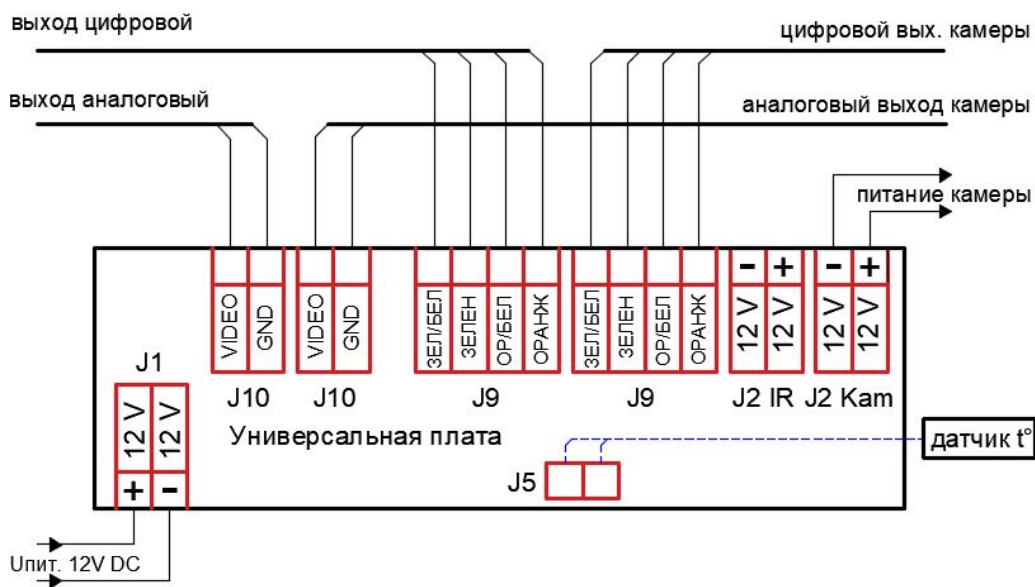 выход цифровой
цифровой вых. камеры
выход аналоговый
аналоговый выход камеры
питание камеры
- + - +
VIDEO GND VIDEO GND ЗЕЛ/БЕЛ ЗЕЛЕН ОР/БЕЛ ОРАНЖ ЗЕЛ/БЕЛ ЗЕЛЕН ОР/БЕЛ ОРАНЖ 12 V 12 V 12 V 12 V
J1
J10 J10 J9 J9 J2 IR J2 Kam
12 V 12 V
Универсальная плата
датчик t°
J5
+ -
Uпит. 12V DC